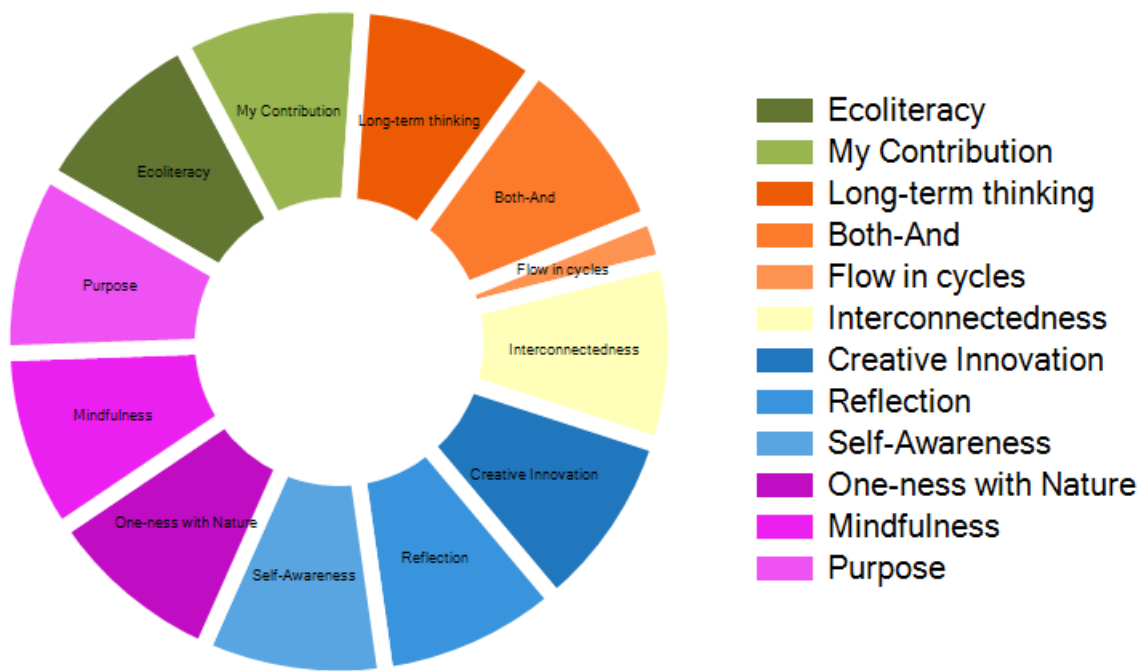 My Contribution
Long-term thinking
Ecoliteracy
Both-And
Flow in cycles
Purpose
Interconnectedness
Mindfulness
Creative Innovation
One-ness with Nature
Reflection
Self-Awareness
Ecoliteracy
My Contribution
Long-term thinking
Both-And
Flow in cycles
Interconnectedness
Creative Innovation
Reflection
Self-Awareness
One-ness with Nature
Mindfulness
Purpose